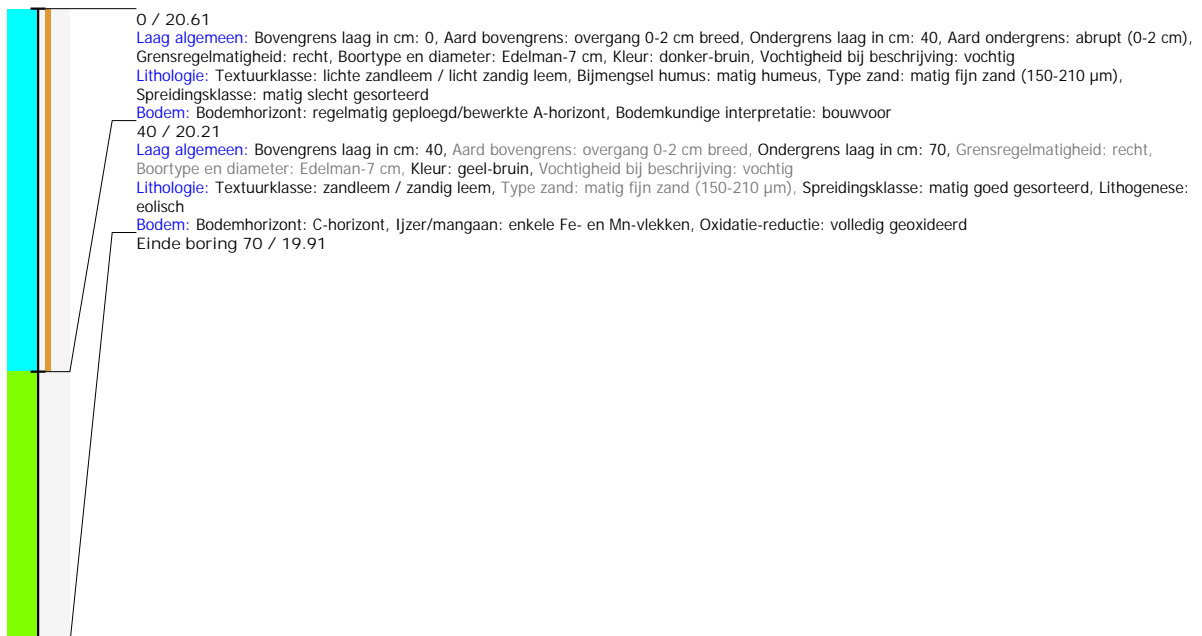 0 / 20.61
Laag algemeen: Bovengrens laag in cm: 0, Aard bovengrens: overgang 0-2 cm breed, Ondergrens laag in cm: 40, Aard ondergrens: abrupt (0-2 cm),
Grensregelmatigheid: recht, Boortype en diameter: Edelman-7 cm, Kleur: donker-bruin, Vochtigheid bij beschrijving: vochtig
Lithologie: Textuurklasse: lichte zandleem / licht zandig leem, Bijmengsel humus: matig humeus, Type zand: matig fijn zand (150-210 µm),
Spreidingsklasse: matig slecht gesorteerd
Bodem: Bodemhorizont: regelmatig geploegd/bewerkte A-horizont, Bodemkundige interpretatie: bouwvoor
40 / 20.21
Laag algemeen: Bovengrens laag in cm: 40, Aard bovengrens: overgang 0-2 cm breed, Ondergrens laag in cm: 70, Grensregelmatigheid: recht,
Boortype en diameter: Edelman-7 cm, Kleur: geel-bruin, Vochtigheid bij beschrijving: vochtig
Lithologie: Textuurklasse: zandleem / zandig leem, Type zand: matig fijn zand (150-210 µm), Spreidingsklasse: matig goed gesorteerd, Lithogenese:
eolisch
Bodem: Bodemhorizont: C-horizont, Ijzer/mangaan: enkele Fe- en Mn-vlekken, Oxidatie-reductie: volledig geoxideerd
Einde boring 70 / 19.91